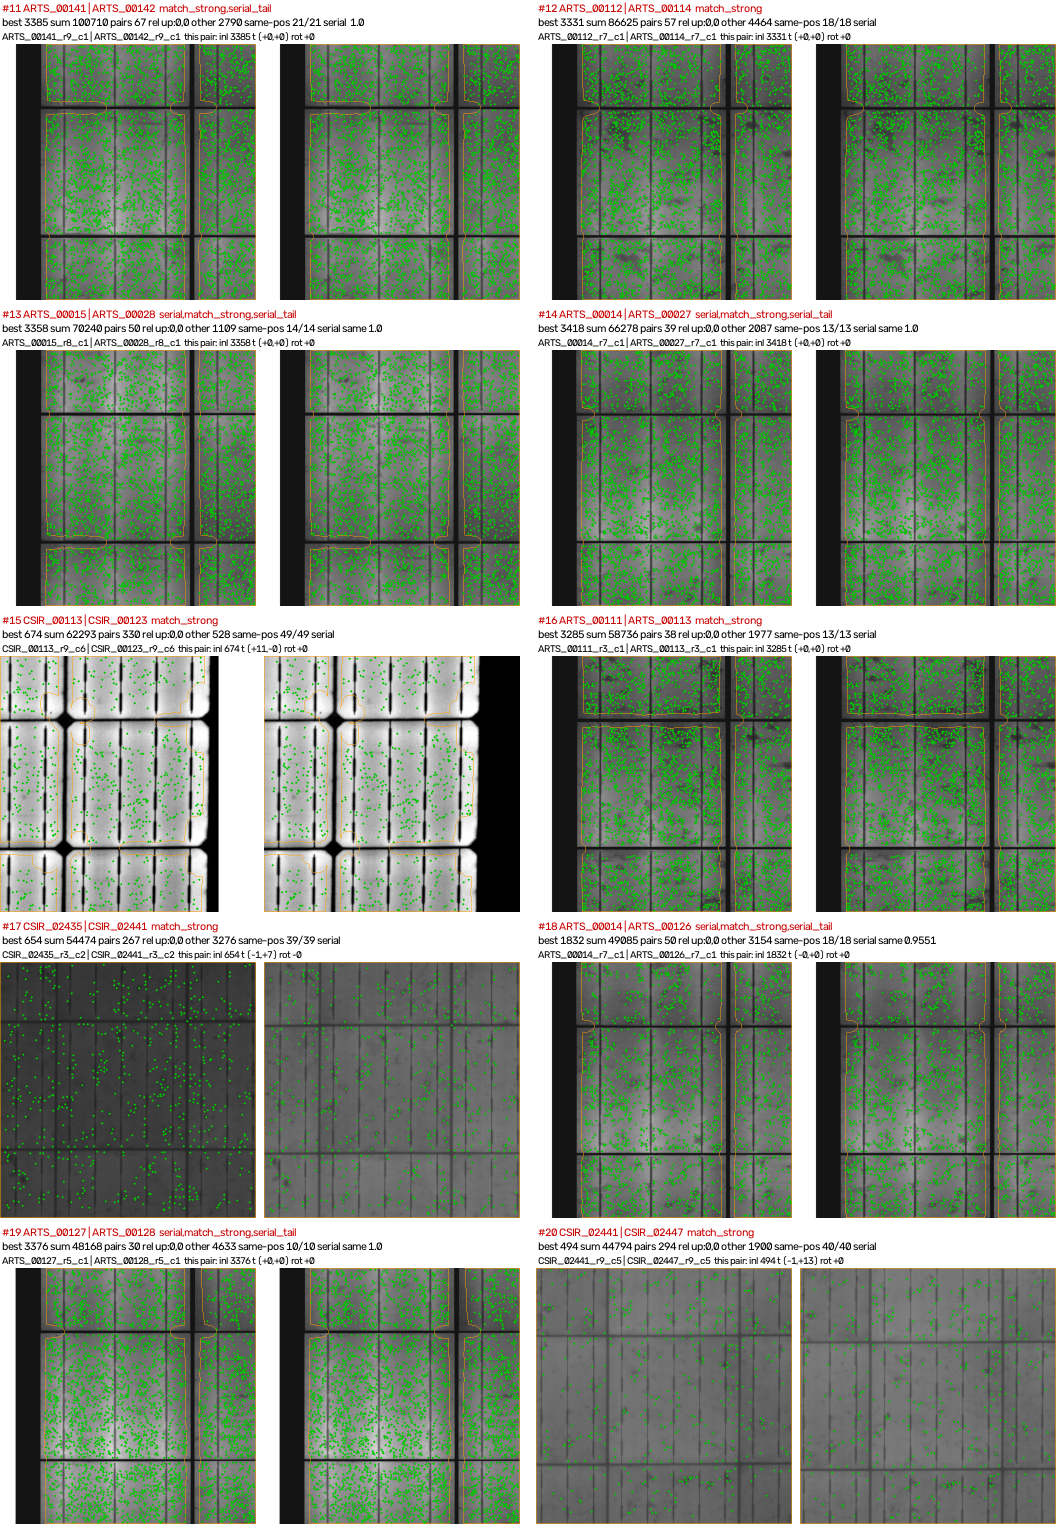 #11 ARTS_00141 | ARTS_00142 match_strong,serial_tail
best 3385 sum 100710 pairs 67 rel up:0,0 other 2790 same-pos 21/21 serial 1.0
ARTS_00141_r9_c1 | ARTS_00142_r9_c1 this pair: inl 3385 t (+0,+0) rot +0
#12 ARTS_00112 | ARTS_00114 match_strong
best 3331 sum 86625 pairs 57 rel up:0,0 other 4464 same-pos 18/18 serial
ARTS_00112_r7_c1 | ARTS_00114_r7_c1 this pair: inl 3331 t (+0,+0) rot +0
#13 ARTS_00015 | ARTS_00028 serial,match_strong,serial_tail
best 3358 sum 70240 pairs 50 rel up:0,0 other 1109 same-pos 14/14 serial same 1.0
ARTS_00015_r8_c1 | ARTS_00028_r8_c1 this pair: inl 3358 t (+0,+0) rot +0
#14 ARTS_00014 | ARTS_00027 serial,match_strong,serial_tail
best 3418 sum 66278 pairs 39 rel up:0,0 other 2087 same-pos 13/13 serial same 1.0
ARTS_00014_r7_c1 | ARTS_00027_r7_c1 this pair: inl 3418 t (+0,+0) rot +0
#15 CSIR_00113 | CSIR_00123 match_strong
best 674 sum 62293 pairs 330 rel up:0,0 other 528 same-pos 49/49 serial
CSIR_00113_r9_c6 | CSIR_00123_r9_c6 this pair: inl 674 t (+11,-0) rot +0
#16 ARTS_00111 | ARTS_00113 match_strong
best 3285 sum 58736 pairs 38 rel up:0,0 other 1977 same-pos 13/13 serial
ARTS_00111_r3_c1 | ARTS_00113_r3_c1 this pair: inl 3285 t (+0,+0) rot +0
#17 CSIR_02435 | CSIR_02441 match_strong
best 654 sum 54474 pairs 267 rel up:0,0 other 3276 same-pos 39/39 serial
CSIR_02435_r3_c2 | CSIR_02441_r3_c2 this pair: inl 654 t (-1,+7) rot -0
#18 ARTS_00014 | ARTS_00126 serial,match_strong,serial_tail
best 1832 sum 49085 pairs 50 rel up:0,0 other 3154 same-pos 18/18 serial same 0.9551
ARTS_00014_r7_c1 | ARTS_00126_r7_c1 this pair: inl 1832 t (-0,+0) rot +0
#19 ARTS_00127 | ARTS_00128 serial,match_strong,serial_tail
best 3376 sum 48168 pairs 30 rel up:0,0 other 4633 same-pos 10/10 serial same 1.0
ARTS_00127_r5_c1 | ARTS_00128_r5_c1 this pair: inl 3376 t (+0,+0) rot +0
#20 CSIR_02441 | CSIR_02447 match_strong
best 494 sum 44794 pairs 294 rel up:0,0 other 1900 same-pos 40/40 serial
CSIR_02441_r9_c5 | CSIR_02447_r9_c5 this pair: inl 494 t (-1,+13) rot +0